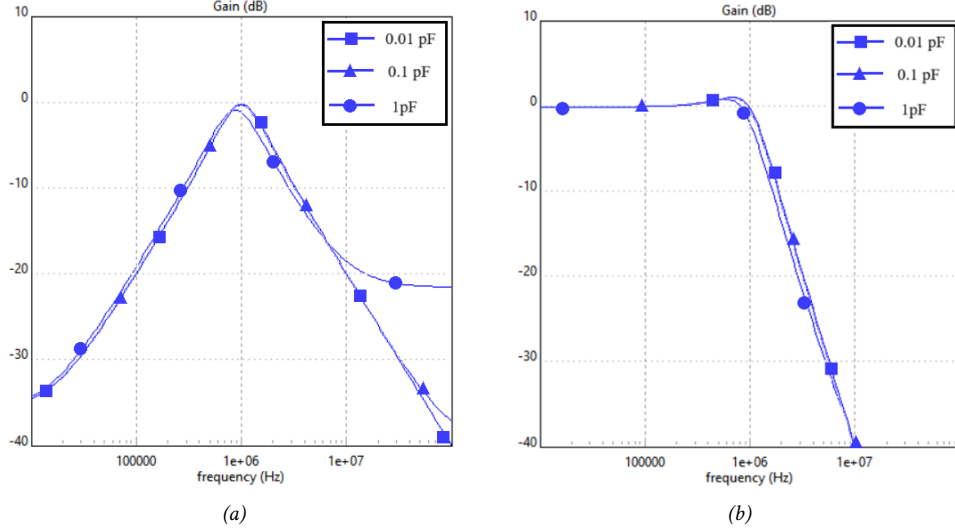 Gain (dB)
10
0
-10
-20
-30
-40
100000
1e+06
1e+07
frequency (Hz)
0.01 pF
0.1 pF
1pF
(a)
Gain (dB)
10
0
-10
-20
-30
-40
100000
1e+06
1e+07
frequency (Hz)
0.01 pF
0.1 pF
1pF
(b)